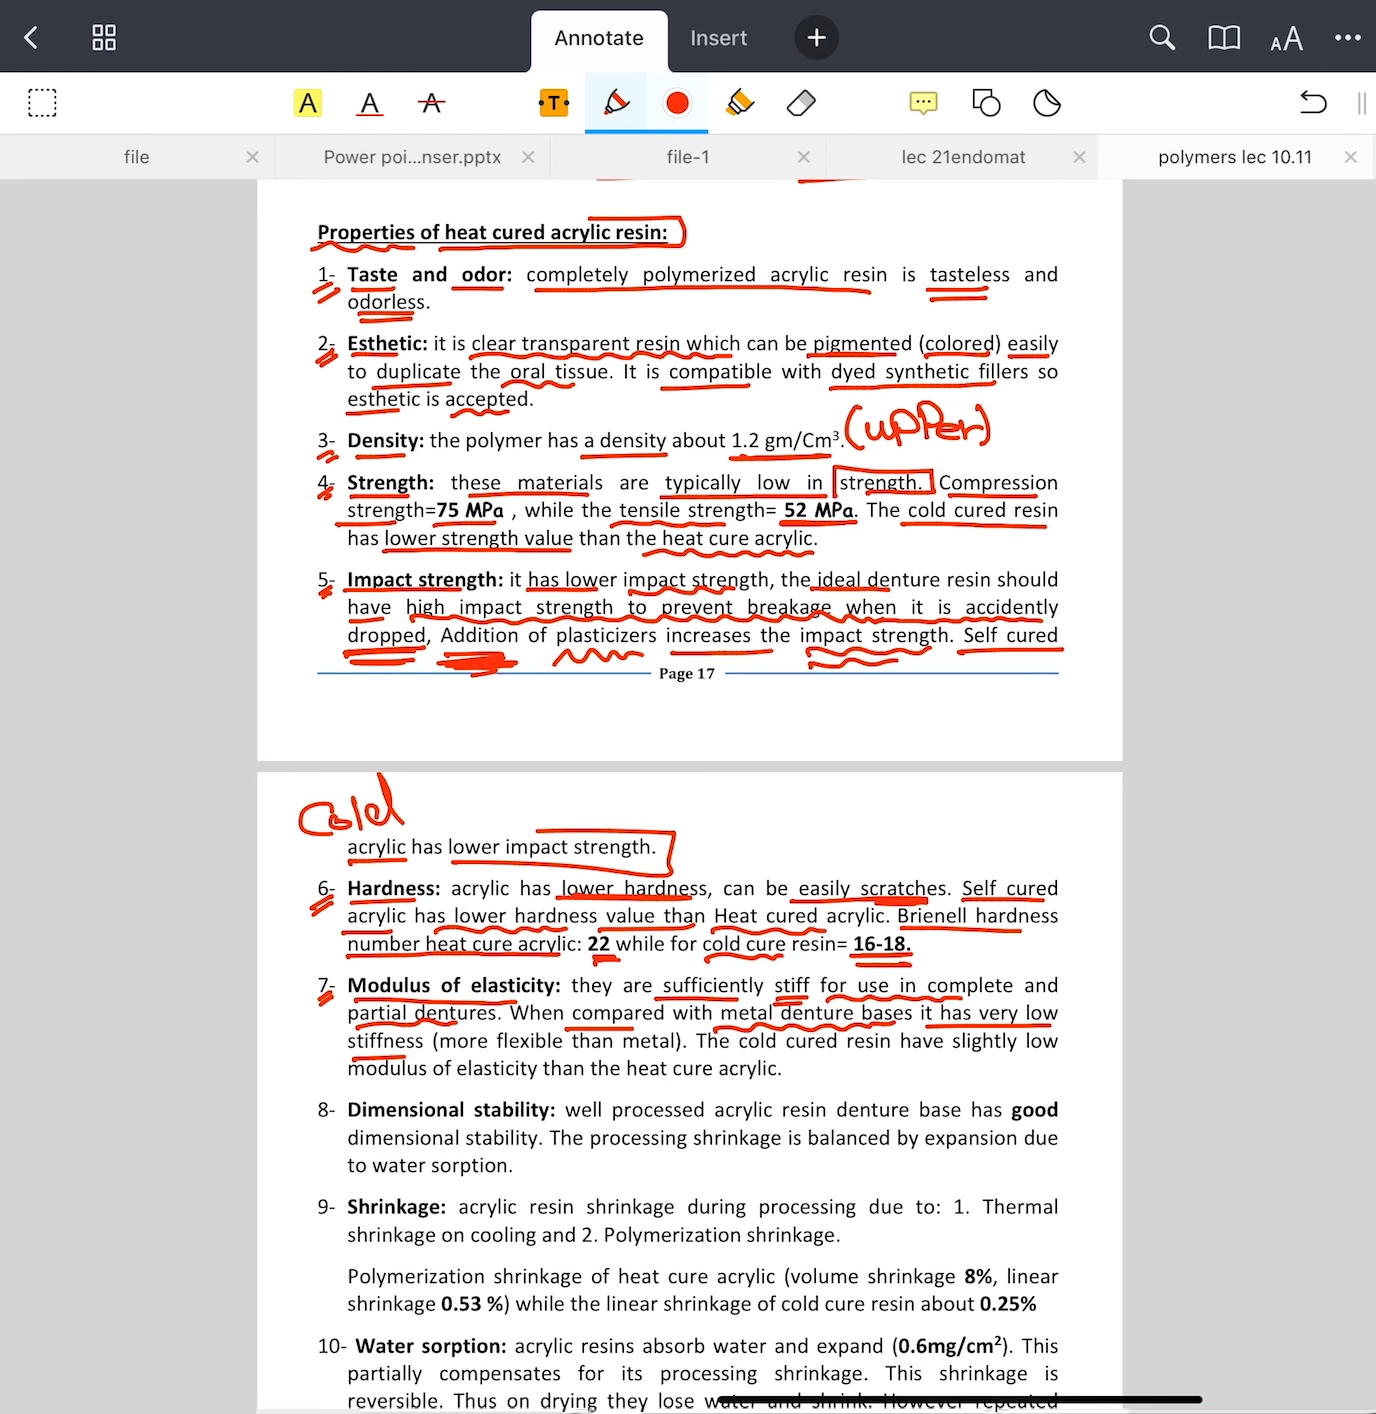 Annotate
Insert
A A A T
AA
file
Power poi...nser.pptx
file-1
lec 21endomat
polymers lec 10.11
Properties of heat cured acrylic resin:
1- Taste and odor: completely polymerized acrylic resin is tasteless and
odorless.
2- Esthetic: it is clear transparent resin which can be pigmented (colored) easily
to duplicate the oral tissue. It is compatible with dyed synthetic fillers so
esthetic is accepted.
3- Density: the polymer has a density about 1.2 gm/Cm³. (upper)
4- Strength: these materials are typically low in strength. Compression
strength=75 MPa , while the tensile strength= 52 MPa. The cold cured resin
has lower strength value than the heat cure acrylic.
5- Impact strength: it has lower impact strength, the ideal denture resin should
have high impact strength to prevent breakage when it is accidently
dropped, Addition of plasticizers increases the impact strength. Self cured
Page 17
Cold
acrylic has lower impact strength.
6- Hardness: acrylic has lower hardness, can be easily scratches. Self cured
acrylic has lower hardness value than Heat cured acrylic. Brienell hardness
number heat cure acrylic: 22 while for cold cure resin= 16-18.
7- Modulus of elasticity: they are sufficiently stiff for use in complete and
partial dentures. When compared with metal denture bases it has very low
stiffness (more flexible than metal). The cold cured resin have slightly low
modulus of elasticity than the heat cure acrylic.
8- Dimensional stability: well processed acrylic resin denture base has good
dimensional stability. The processing shrinkage is balanced by expansion due
to water sorption.
9- Shrinkage: acrylic resin shrinkage during processing due to: 1. Thermal
shrinkage on cooling and 2. Polymerization shrinkage.
Polymerization shrinkage of heat cure acrylic (volume shrinkage 8%, linear
shrinkage 0.53 %) while the linear shrinkage of cold cure resin about 0.25%
10- Water sorption: acrylic resins absorb water and expand (0.6mg/cm²). This
partially compensates for its processing shrinkage. This shrinkage is
reversible. Thus on drying they lose water and shrink. However repeated